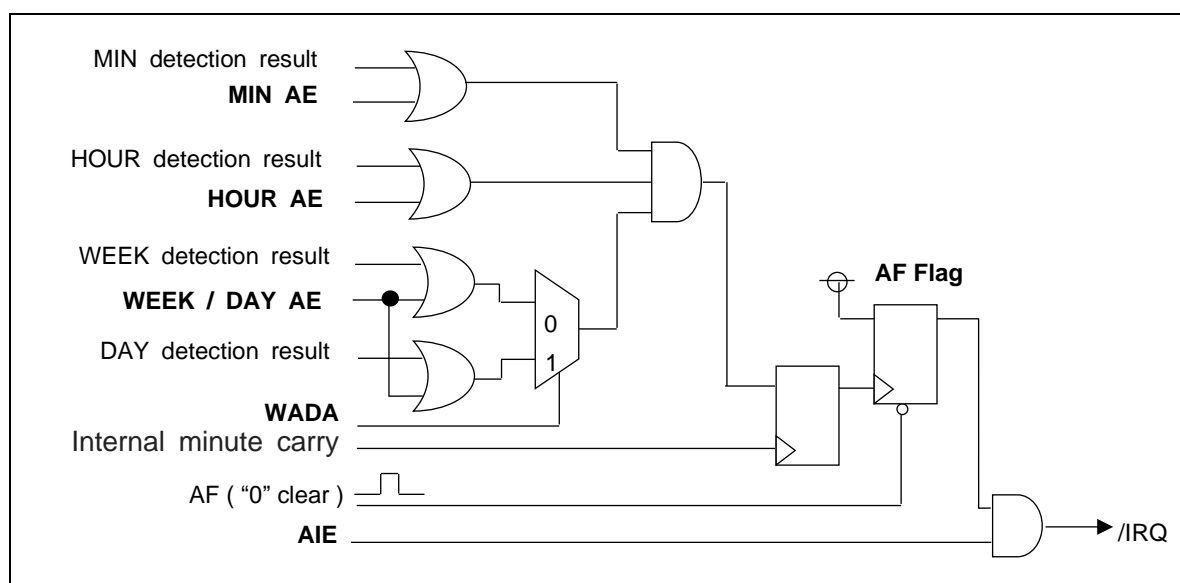 MIN detection result
MIN AE
HOUR detection result
HOUR AE
WEEK detection result
WEEK / DAY AE
DAY detection result
0
1
WADA
Internal minute carry
AF Flag
AF ( “0” clear )
AIE
/IRQ